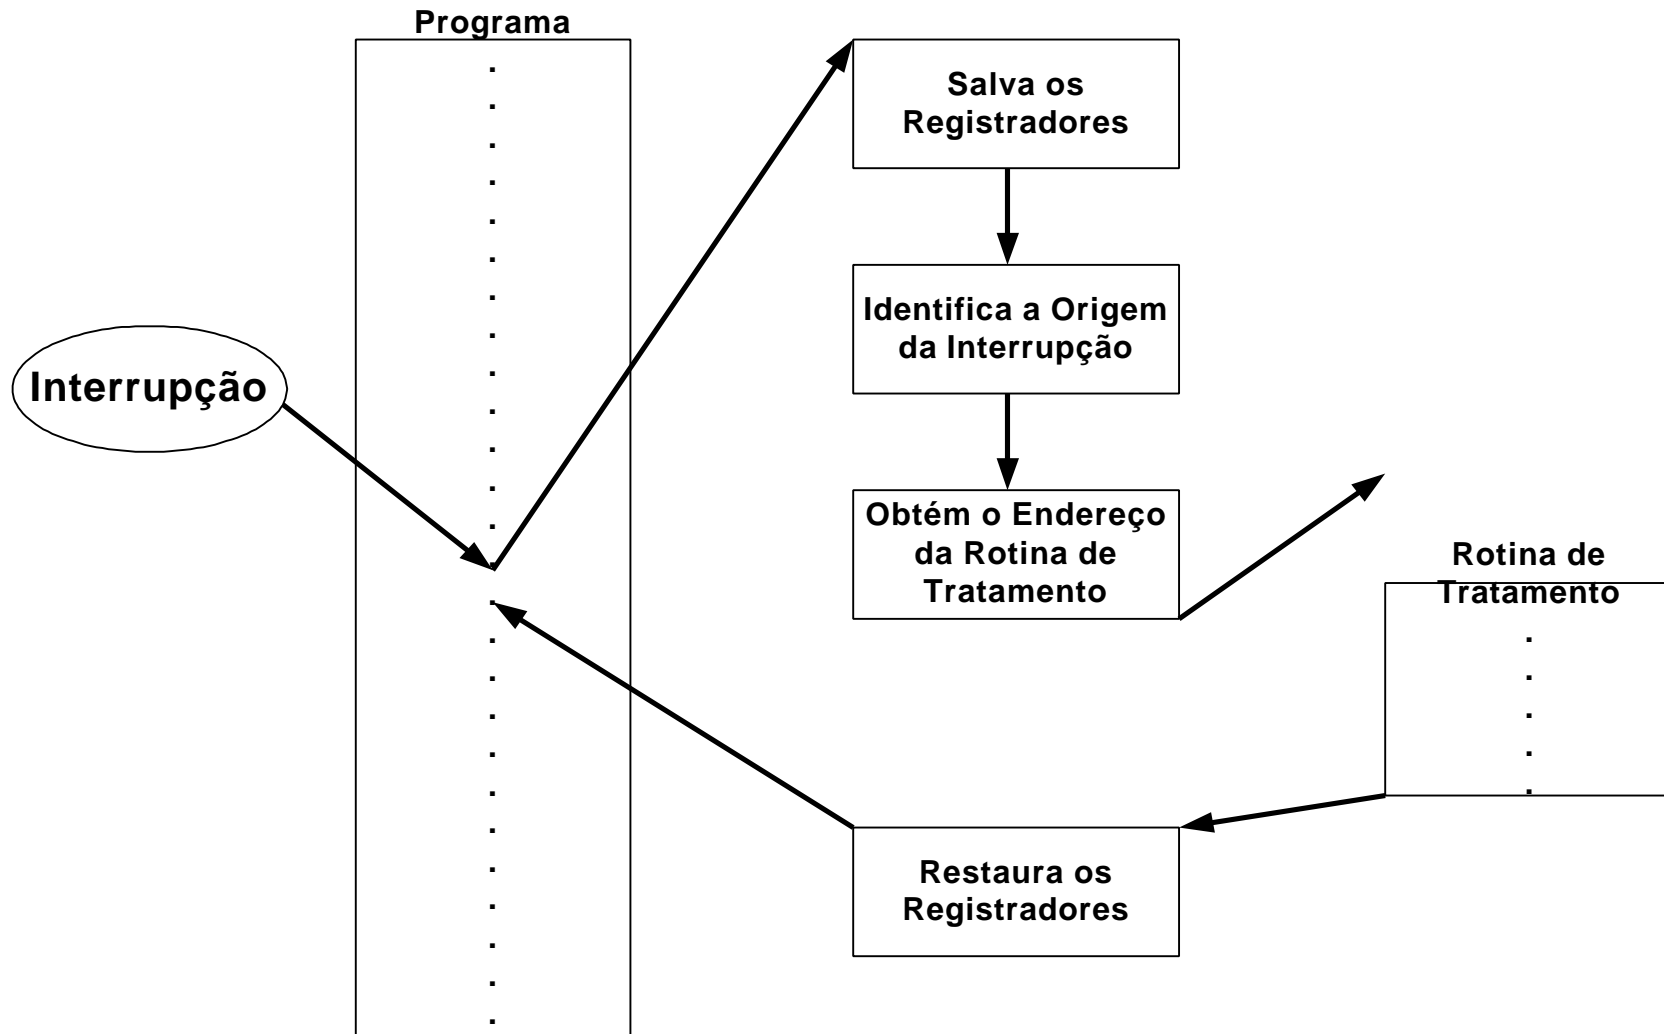 Programa
Salva os
Registradores
Identifica a Origem
da Interrupção
Interrupção
Obtém o Endereço
da Rotina de
Tratamento
Rotina de
Tratamento
Restaura os
Registradores